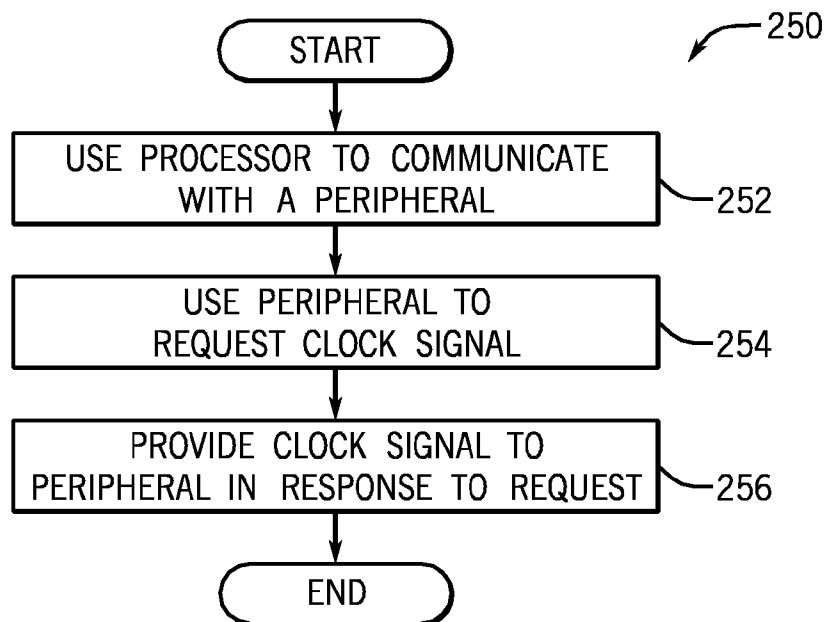 START
250
USE PROCESSOR TO COMMUNICATE
WITH A PERIPHERAL
252
USE PERIPHERAL TO
REQUEST CLOCK SIGNAL
254
PROVIDE CLOCK SIGNAL TO
PERIPHERAL IN RESPONSE TO REQUEST
256
END